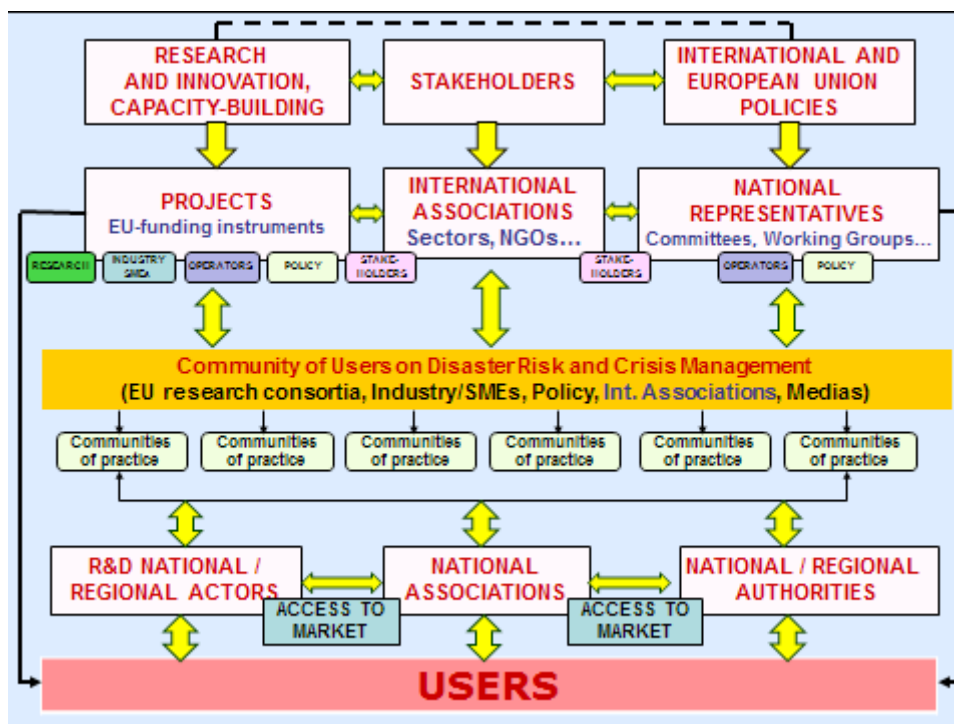 RESEARCH
AND INNOVATION,
CAPACITY-BUILDING
STAKEHOLDERS
INTERNATIONAL AND
EUROPEAN UNION
POLICIES
PROJECTS
EU-funding instruments
INTERNATIONAL
ASSOCIATIONS
Sectors, NGOs...
NATIONAL
REPRESENTATIVES
Committees, Working Groups...
RESEARCH
INDUSTRY
SMEA
OPERATORS
POLICY
STAKE-
HOLDERS
STAKE-
HOLDERS
OPERATORS
POLICY
Community of Users on Disaster Risk and Crisis Management
(EU research consortia, Industry/SMEs, Policy, Int. Associations, Medias)
Communities
of practice
Communities
of practice
Communities
of practice
Communities
of practice
Communities
of practice
Communities
of practice
R&D NATIONAL /
REGIONAL ACTORS
NATIONAL
ASSOCIATIONS
NATIONAL / REGIONAL
AUTHORITIES
ACCESS TO
MARKET
ACCESS TO
MARKET
USERS